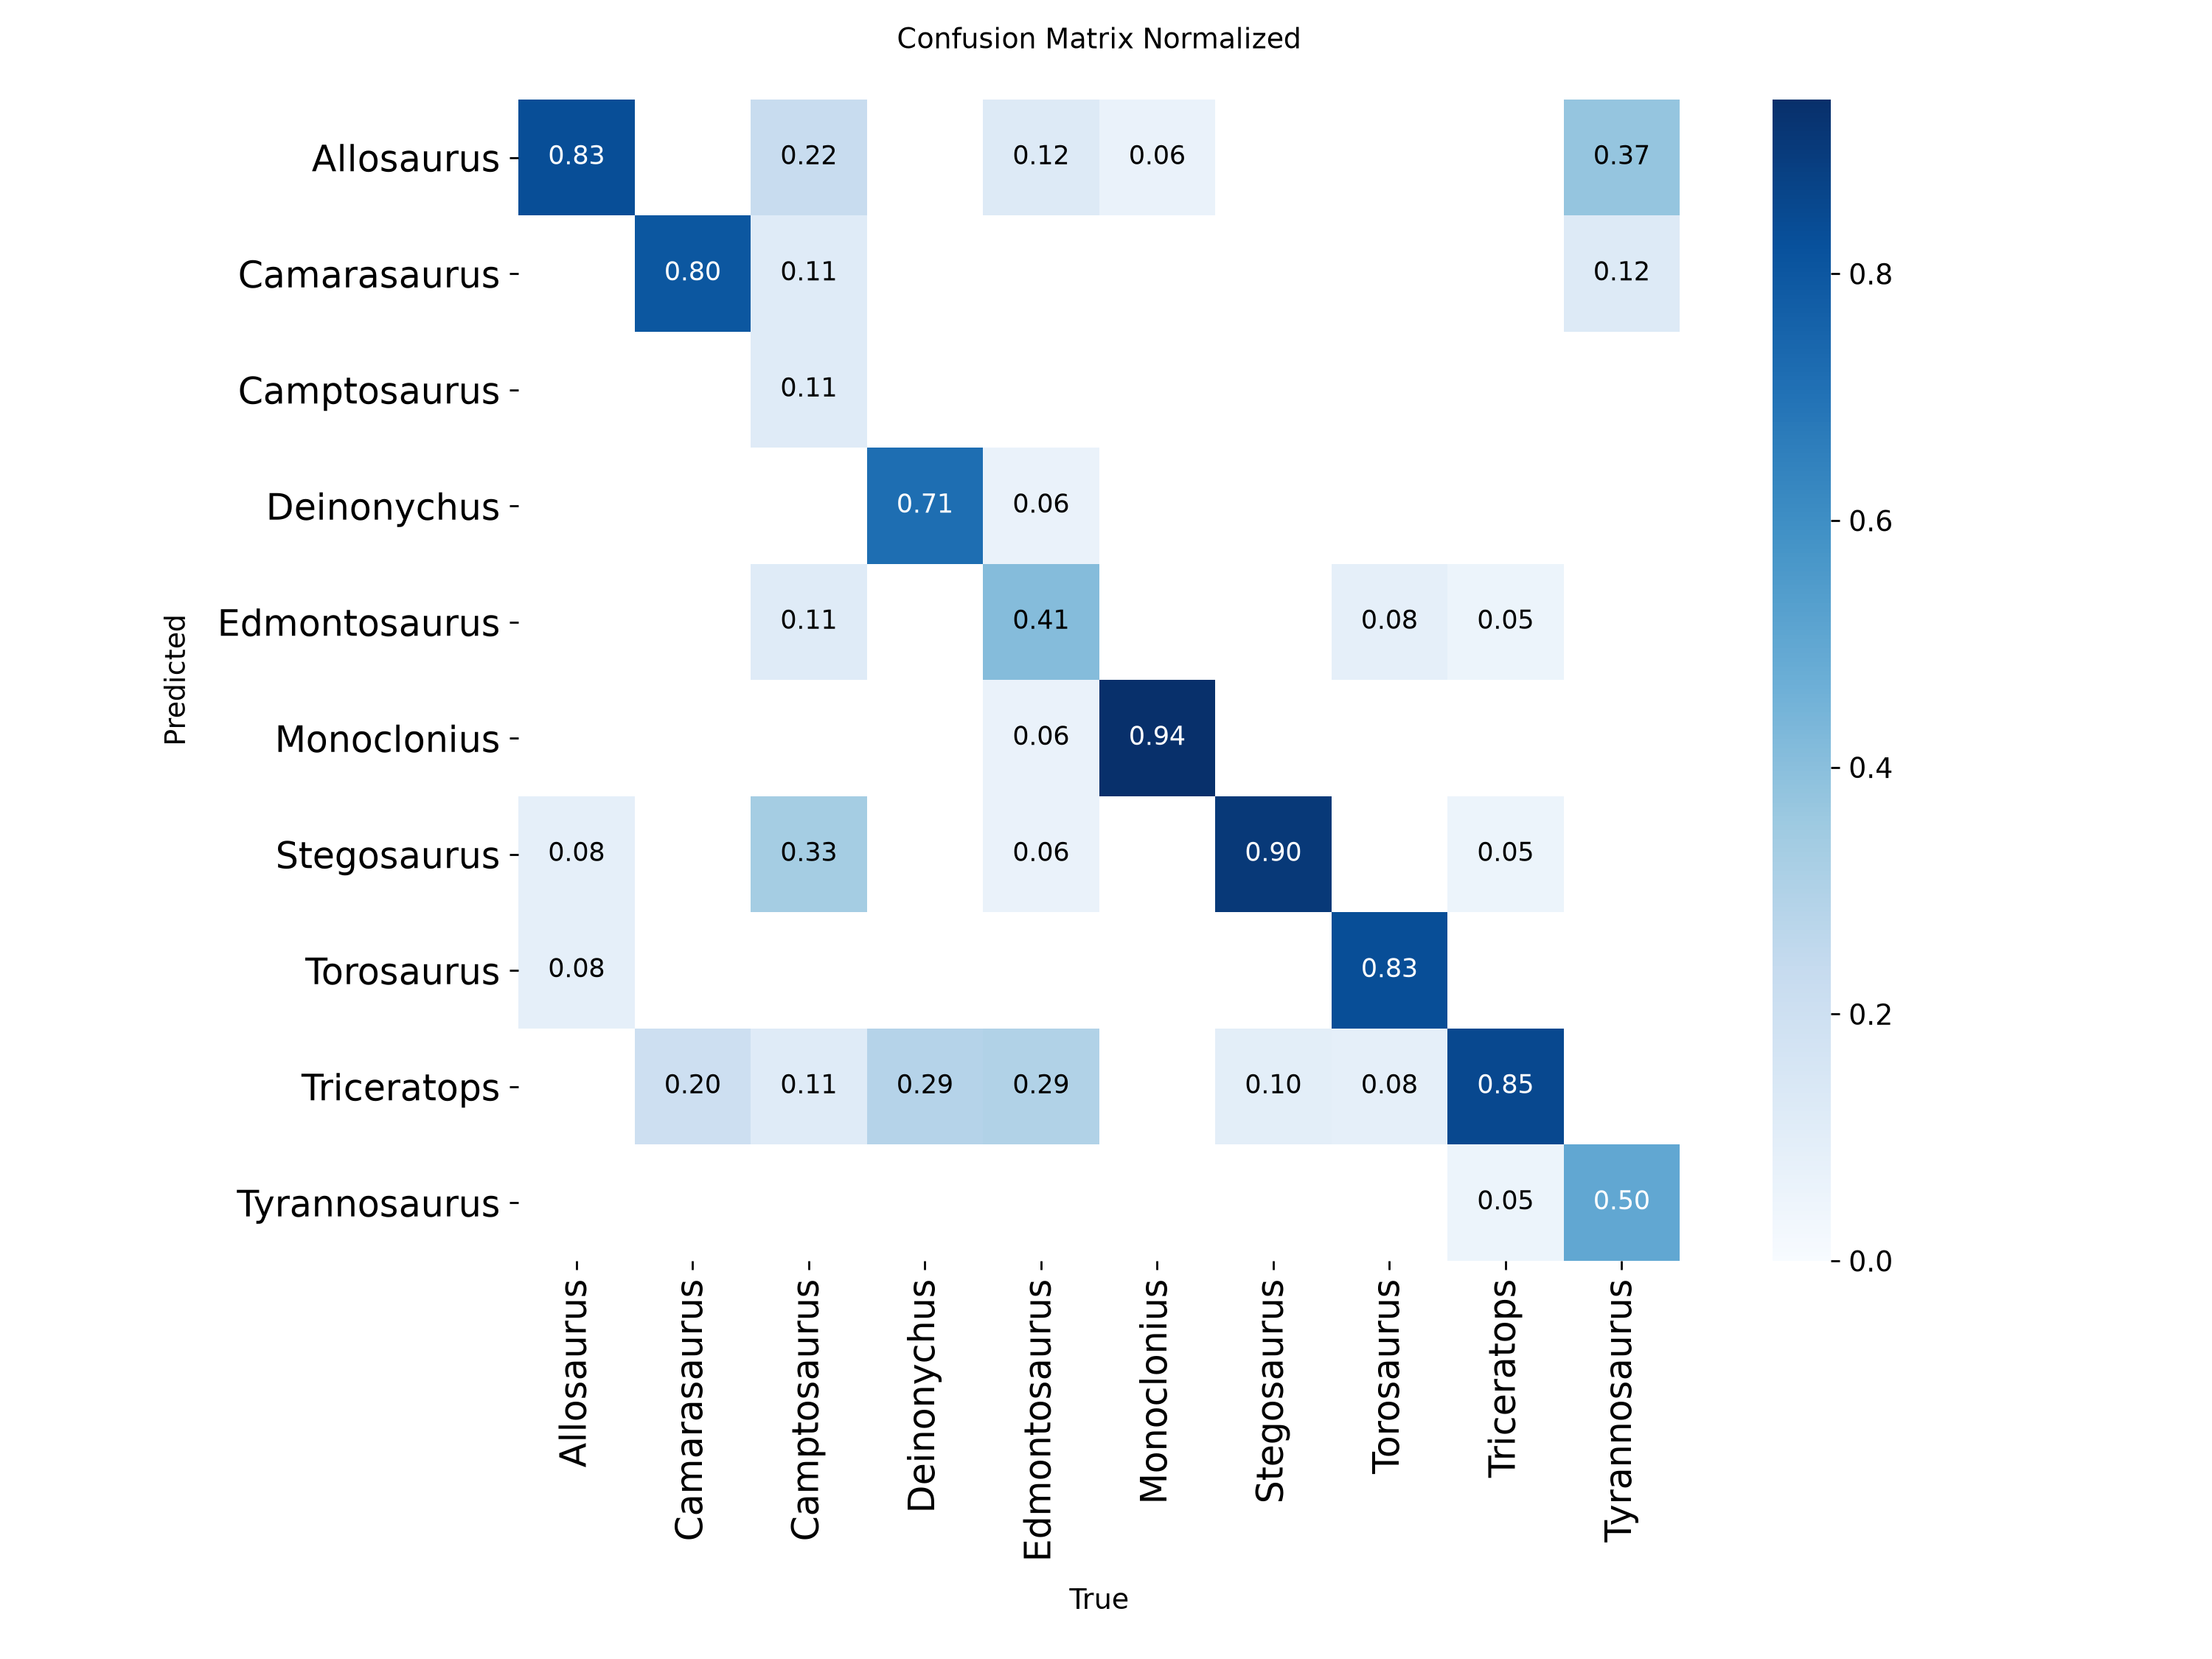 Confusion Matrix Normalized
Allosaurus 0.83 0.22 0.12 0.06 0.37
Camarasaurus 0.80 0.11 0.12 0.8
Camptosaurus 0.11
Deinonychus 0.71 0.06 0.6
Edmontosaurus 0.11 0.41 0.08 0.05
Predicted
Monoclonius 0.06 0.94 0.4
Stegosaurus 0.08 0.33 0.06 0.90 0.05
Torosaurus 0.08 0.83 0.2
Triceratops 0.20 0.11 0.29 0.29 0.10 0.08 0.85
Tyrannosaurus 0.05 0.50
0.0
Allosaurus
Camarasaurus
Camptosaurus
Deinonychus
Edmontosaurus
Monoclonius
Stegosaurus
Torosaurus
Triceratops
Tyrannosaurus
True